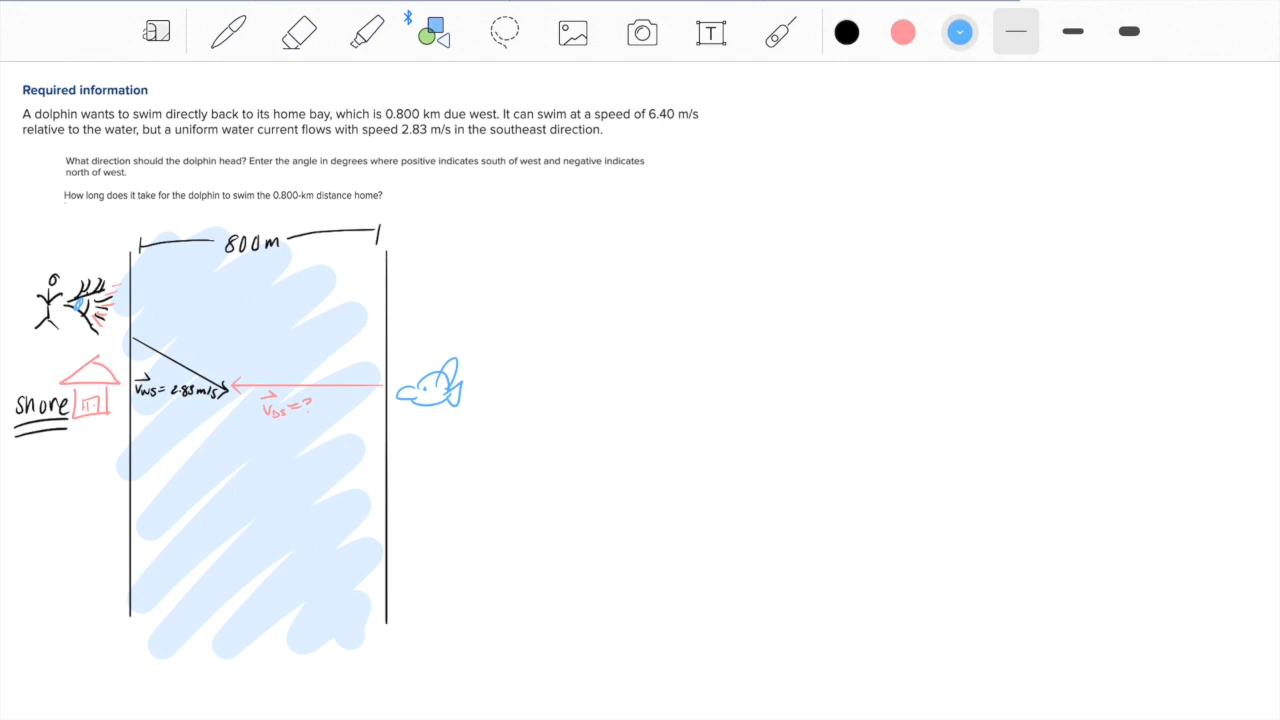 T
Required information
A dolphin wants to swim directly back to its home bay, which is 0.800 km due west. It can swim at a speed of 6.40 m/s
relative to the water, but a uniform water current flows with speed 2.83 m/s in the southeast direction.
What direction should the dolphin head? Enter the angle in degrees where positive indicates south of west and negative indicates
north of west.
How long does it take for the dolphin to swim the 0.800-km distance home?
800m
V_WS = 2.83 m/s
V_DS = ?
shore